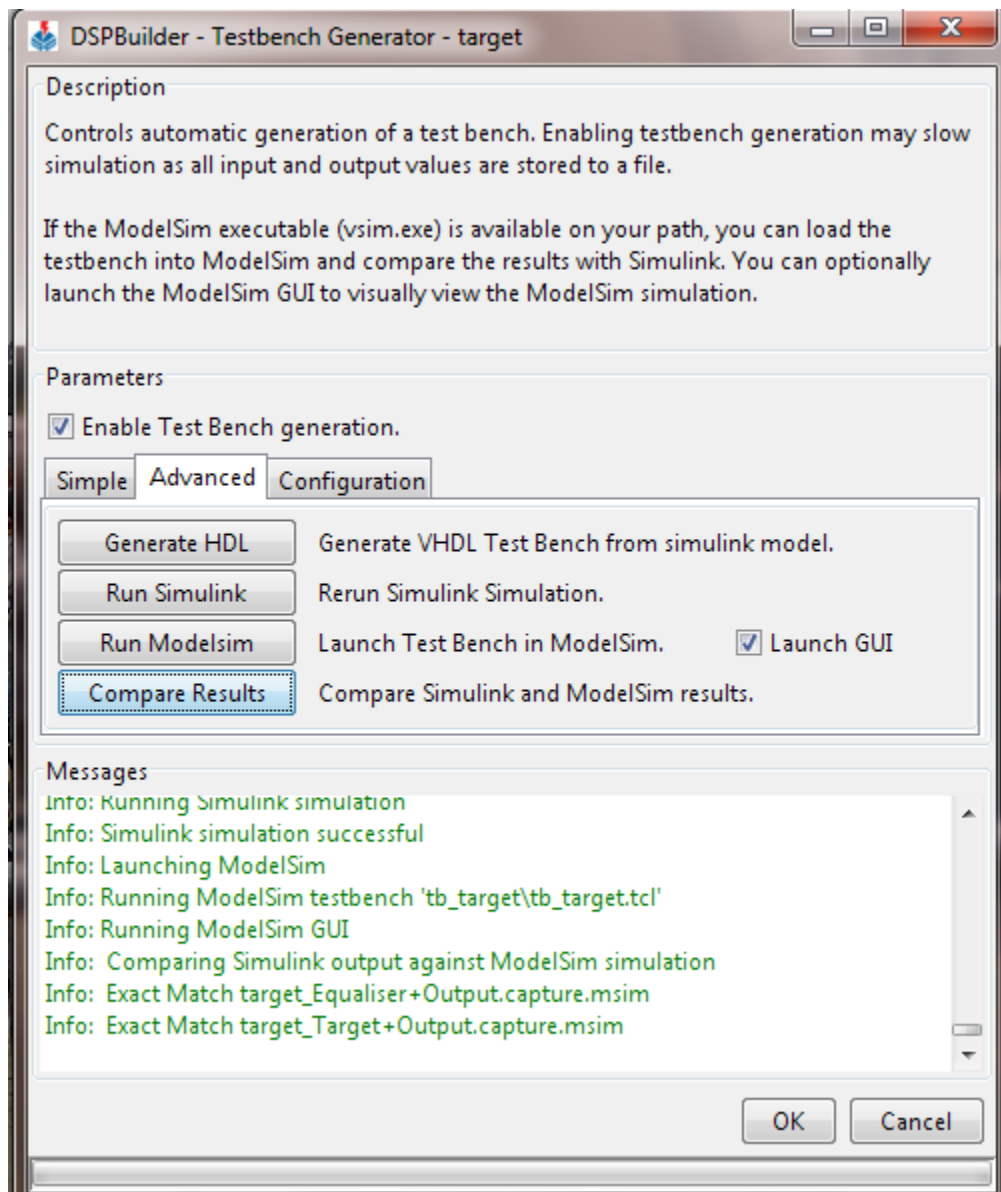 DSPBuilder - Testbench Generator - target
Description
Controls automatic generation of a test bench. Enabling testbench generation may slow
simulation as all input and output values are stored to a file.
If the ModelSim executable (vsim.exe) is available on your path, you can load the
testbench into ModelSim and compare the results with Simulink. You can optionally
launch the ModelSim GUI to visually view the ModelSim simulation.
Parameters
Enable Test Bench generation.
Simple Advanced Configuration
Generate HDL Generate VHDL Test Bench from simulink model.
Run Simulink Rerun Simulink Simulation.
Run Modelsim Launch Test Bench in ModelSim. Launch GUI
Compare Results Compare Simulink and ModelSim results.
Messages
Info: Running Simulink simulation
Info: Simulink simulation successful
Info: Launching ModelSim
Info: Running ModelSim testbench 'tb_target\tb_target.tcl'
Info: Running ModelSim GUI
Info:  Comparing Simulink output against ModelSim simulation
Info:  Exact Match target_Equaliser+Output.capture.msim
Info:  Exact Match target_Target+Output.capture.msim
OK Cancel